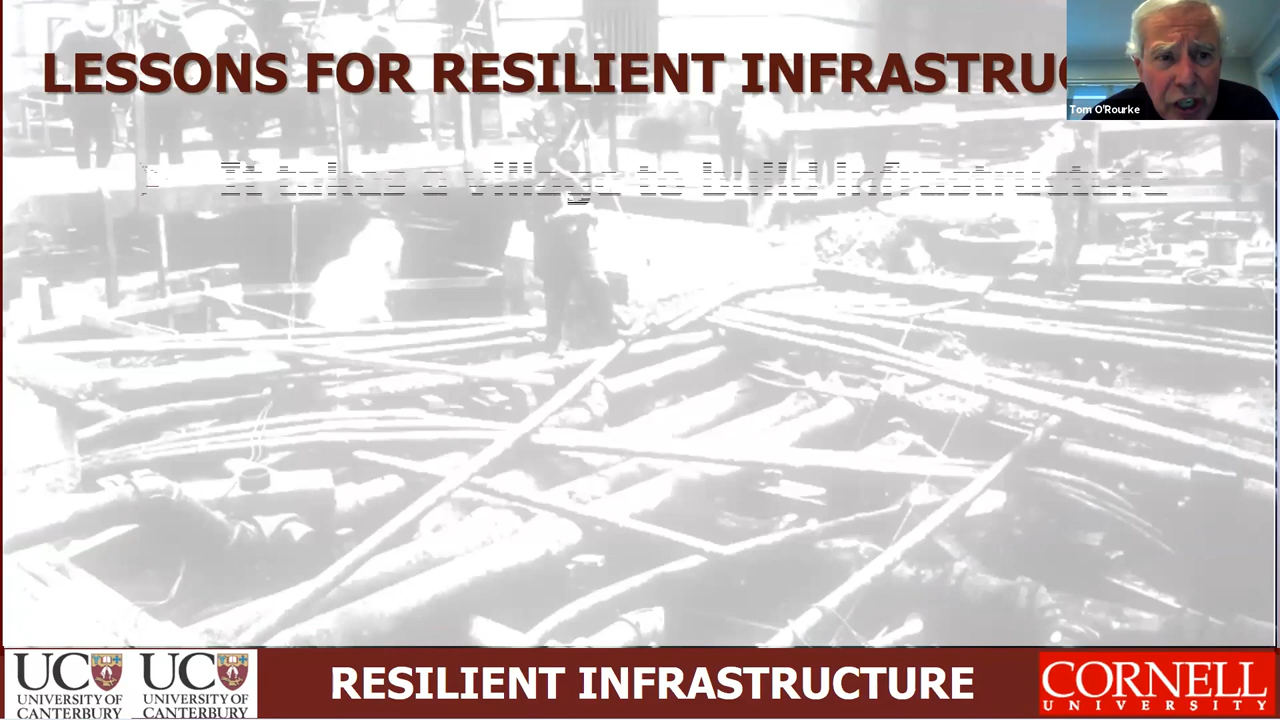 LESSONS FOR RESILIENT INFRASTRUC
Tom O'Rourke
It takes a village to build infrastructure
UC UC
UNIVERSITY OF UNIVERSITY OF
CANTERBURY CANTERBURY
RESILIENT INFRASTRUCTURE
CORNELL
UNIVERSITY